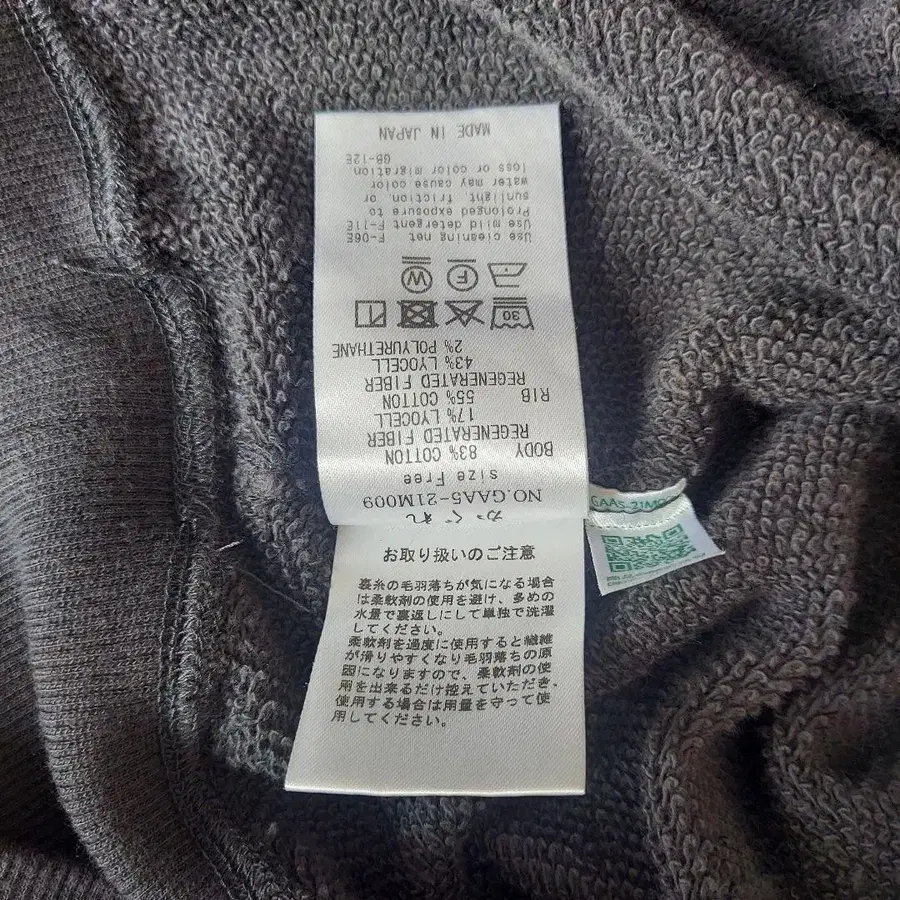 かぐれ
NO.GAA5-21M009
size Free
BODY 83% COTTON
REGENERATED FIBER
17% LYOCELL
RIB 55% COTTON
REGENERATED FIBER
43% LYOCELL
2% POLYURETHANE
30
F W
Use cleaning net F-06E
Use mild detergent F-11E
Prolonged exposure to
sunlight, friction, or
water may cause color
loss or color migration.
GB-12E
MADE IN JAPAN
お取り扱いのご注意
裏糸の毛羽落ちが気になる場合
は柔軟剤の使用を避け、多めの
水量で裏返しにして単独で洗濯
してください。
柔軟剤を過度に使用すると繊維
が滑りやすくなり毛羽落ちの原
因になりますので、柔軟剤の使
用を出来るだけ控えていただき、
使用する場合は用量を守って使
用してください。
GAA5-21M0